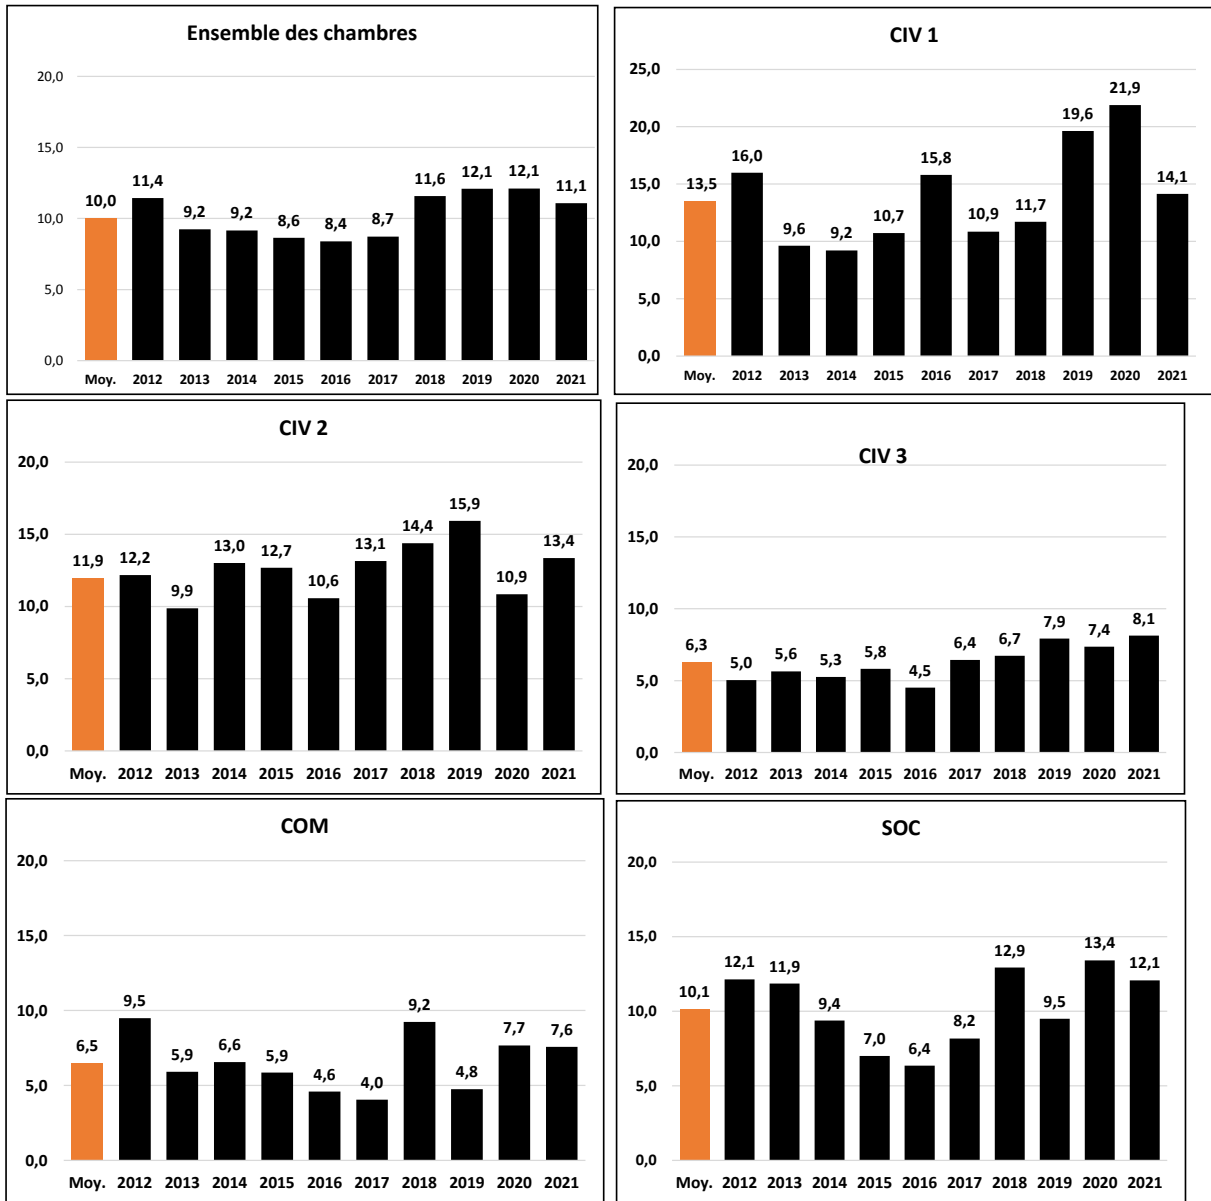 Ensemble des chambres
20,0
15,0
10,0
5,0
0,0
10,0 11,4 9,2 9,2 8,6 8,4 8,7 11,6 12,1 12,1 11,1
Moy. 2012 2013 2014 2015 2016 2017 2018 2019 2020 2021
CIV 1
25,0
20,0
15,0
10,0
5,0
0,0
13,5 16,0 9,6 9,2 10,7 15,8 10,9 11,7 19,6 21,9 14,1
Moy. 2012 2013 2014 2015 2016 2017 2018 2019 2020 2021
CIV 2
20,0
15,0
10,0
5,0
0,0
11,9 12,2 9,9 13,0 12,7 10,6 13,1 14,4 15,9 10,9 13,4
Moy. 2012 2013 2014 2015 2016 2017 2018 2019 2020 2021
CIV 3
20,0
15,0
10,0
5,0
0,0
6,3 5,0 5,6 5,3 5,8 4,5 6,4 6,7 7,9 7,4 8,1
Moy. 2012 2013 2014 2015 2016 2017 2018 2019 2020 2021
COM
20,0
15,0
10,0
5,0
0,0
6,5 9,5 5,9 6,6 5,9 4,6 4,0 9,2 4,8 7,7 7,6
Moy. 2012 2013 2014 2015 2016 2017 2018 2019 2020 2021
SOC
20,0
15,0
10,0
5,0
0,0
10,1 12,1 11,9 9,4 7,0 6,4 8,2 12,9 9,5 13,4 12,1
Moy. 2012 2013 2014 2015 2016 2017 2018 2019 2020 2021